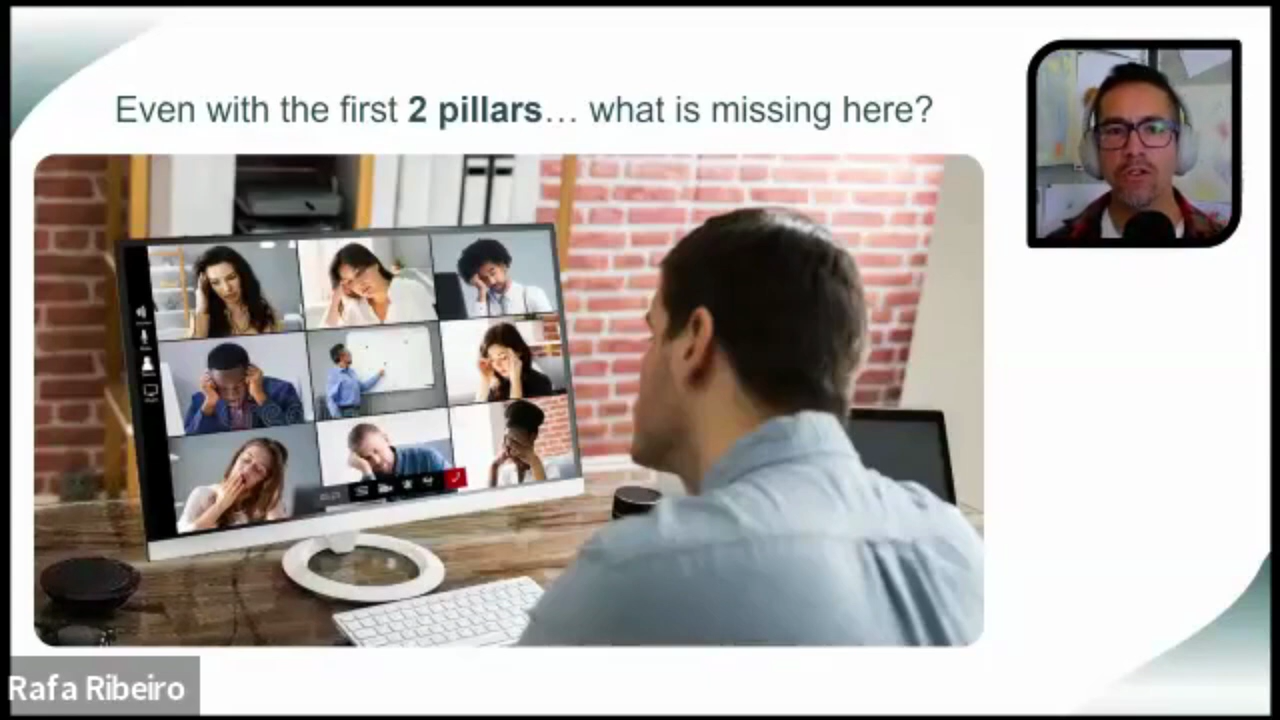 Even with the first 2 pillars… what is missing here?
Rafa Ribeiro